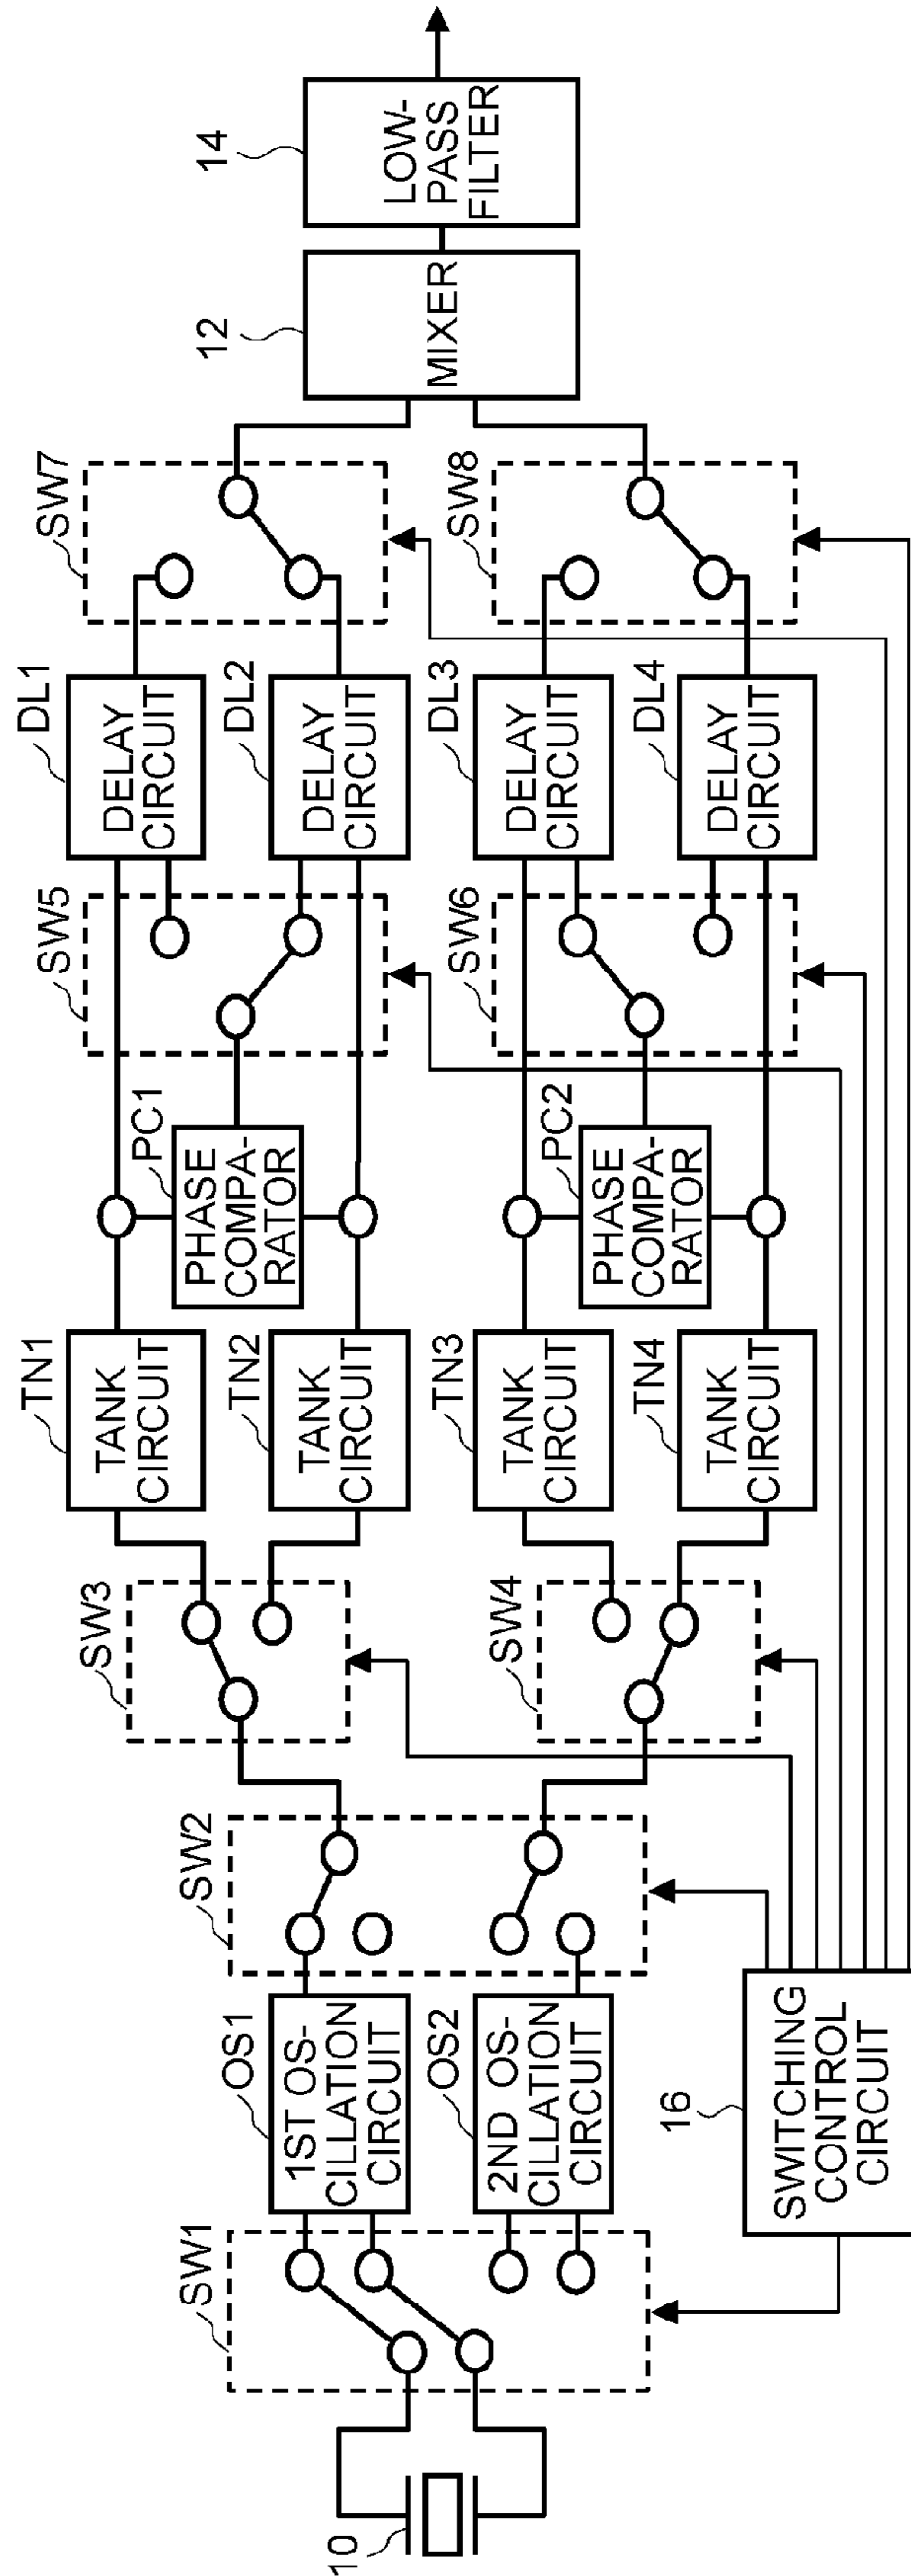 10
SW1
1ST OS-
CILLATION
CIRCUIT
OS1
2ND OS-
CILLATION
CIRCUIT
OS2
SW2
SW3
SW4
TN1
TANK
CIRCUIT
TN2
TANK
CIRCUIT
TN3
TANK
CIRCUIT
TN4
TANK
CIRCUIT
PC1
PHASE
COMPA-
RATOR
PC2
PHASE
COMPA-
RATOR
SW5
SW6
DL1
DELAY
CIRCUIT
DL2
DELAY
CIRCUIT
DL3
DELAY
CIRCUIT
DL4
DELAY
CIRCUIT
SW7
SW8
12
MIXER
14
LOW-
PASS
FILTER
16
SWITCHING
CONTROL
CIRCUIT